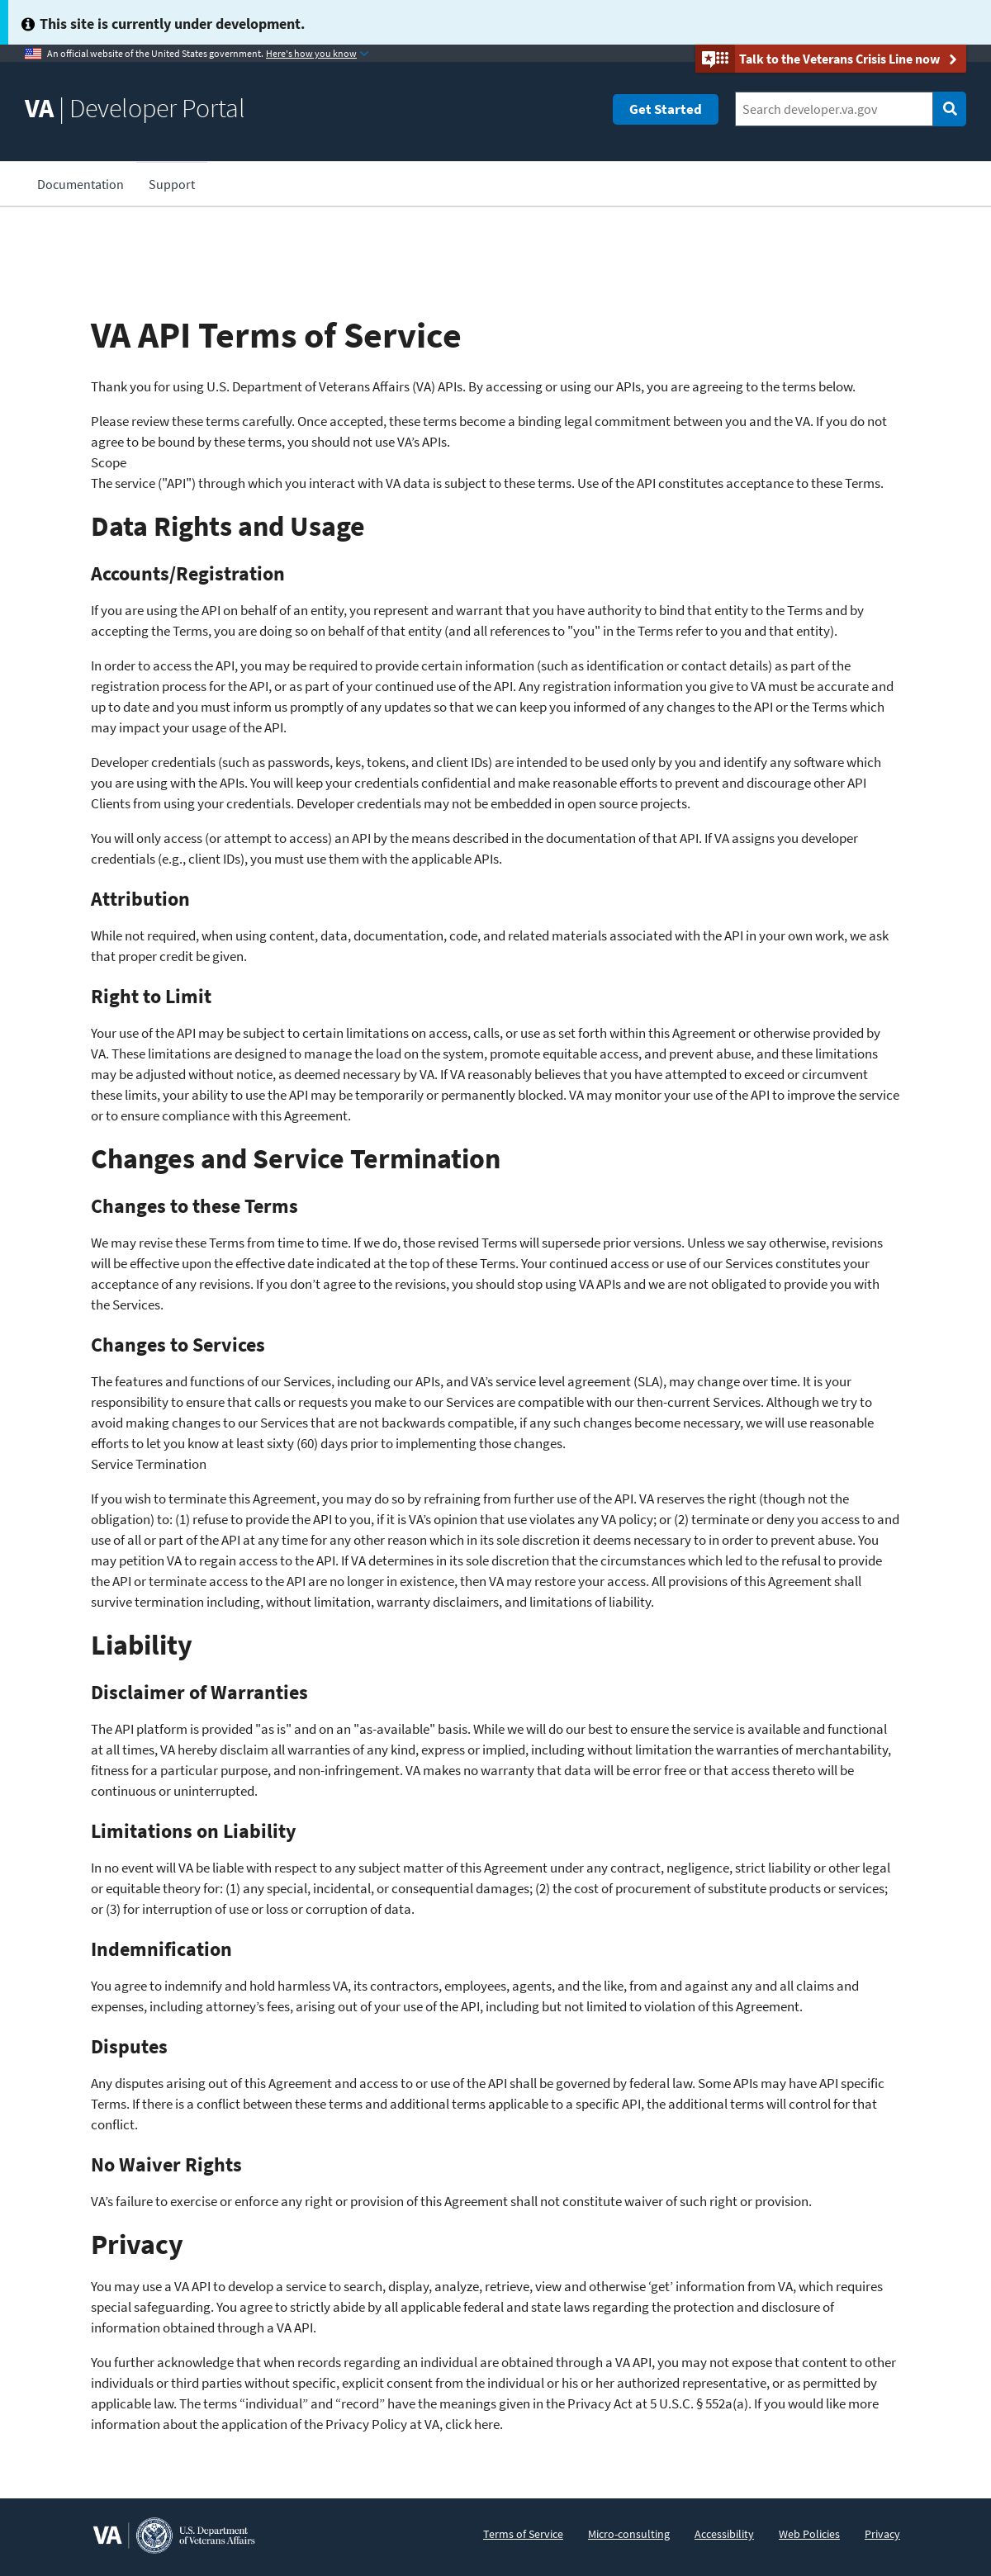 This site is currently under development.
An official website of the United States government. Here's how you know
Talk to the Veterans Crisis Line now
VA | Developer Portal
Get Started
Search developer.va.gov
Documentation
Support
VA API Terms of Service
Thank you for using U.S. Department of Veterans Affairs (VA) APIs. By accessing or using our APIs, you are agreeing to the terms below.
Please review these terms carefully. Once accepted, these terms become a binding legal commitment between you and the VA. If you do not
agree to be bound by these terms, you should not use VA’s APIs.
Scope
The service ("API") through which you interact with VA data is subject to these terms. Use of the API constitutes acceptance to these Terms.
Data Rights and Usage
Accounts/Registration
If you are using the API on behalf of an entity, you represent and warrant that you have authority to bind that entity to the Terms and by
accepting the Terms, you are doing so on behalf of that entity (and all references to "you" in the Terms refer to you and that entity).
In order to access the API, you may be required to provide certain information (such as identification or contact details) as part of the
registration process for the API, or as part of your continued use of the API. Any registration information you give to VA must be accurate and
up to date and you must inform us promptly of any updates so that we can keep you informed of any changes to the API or the Terms which
may impact your usage of the API.
Developer credentials (such as passwords, keys, tokens, and client IDs) are intended to be used only by you and identify any software which
you are using with the APIs. You will keep your credentials confidential and make reasonable efforts to prevent and discourage other API
Clients from using your credentials. Developer credentials may not be embedded in open source projects.
You will only access (or attempt to access) an API by the means described in the documentation of that API. If VA assigns you developer
credentials (e.g., client IDs), you must use them with the applicable APIs.
Attribution
While not required, when using content, data, documentation, code, and related materials associated with the API in your own work, we ask
that proper credit be given.
Right to Limit
Your use of the API may be subject to certain limitations on access, calls, or use as set forth within this Agreement or otherwise provided by
VA. These limitations are designed to manage the load on the system, promote equitable access, and prevent abuse, and these limitations
may be adjusted without notice, as deemed necessary by VA. If VA reasonably believes that you have attempted to exceed or circumvent
these limits, your ability to use the API may be temporarily or permanently blocked. VA may monitor your use of the API to improve the service
or to ensure compliance with this Agreement.
Changes and Service Termination
Changes to these Terms
We may revise these Terms from time to time. If we do, those revised Terms will supersede prior versions. Unless we say otherwise, revisions
will be effective upon the effective date indicated at the top of these Terms. Your continued access or use of our Services constitutes your
acceptance of any revisions. If you don’t agree to the revisions, you should stop using VA APIs and we are not obligated to provide you with
the Services.
Changes to Services
The features and functions of our Services, including our APIs, and VA’s service level agreement (SLA), may change over time. It is your
responsibility to ensure that calls or requests you make to our Services are compatible with our then-current Services. Although we try to
avoid making changes to our Services that are not backwards compatible, if any such changes become necessary, we will use reasonable
efforts to let you know at least sixty (60) days prior to implementing those changes.
Service Termination
If you wish to terminate this Agreement, you may do so by refraining from further use of the API. VA reserves the right (though not the
obligation) to: (1) refuse to provide the API to you, if it is VA’s opinion that use violates any VA policy; or (2) terminate or deny you access to and
use of all or part of the API at any time for any other reason which in its sole discretion it deems necessary to in order to prevent abuse. You
may petition VA to regain access to the API. If VA determines in its sole discretion that the circumstances which led to the refusal to provide
the API or terminate access to the API are no longer in existence, then VA may restore your access. All provisions of this Agreement shall
survive termination including, without limitation, warranty disclaimers, and limitations of liability.
Liability
Disclaimer of Warranties
The API platform is provided "as is" and on an "as-available" basis. While we will do our best to ensure the service is available and functional
at all times, VA hereby disclaim all warranties of any kind, express or implied, including without limitation the warranties of merchantability,
fitness for a particular purpose, and non-infringement. VA makes no warranty that data will be error free or that access thereto will be
continuous or uninterrupted.
Limitations on Liability
In no event will VA be liable with respect to any subject matter of this Agreement under any contract, negligence, strict liability or other legal
or equitable theory for: (1) any special, incidental, or consequential damages; (2) the cost of procurement of substitute products or services;
or (3) for interruption of use or loss or corruption of data.
Indemnification
You agree to indemnify and hold harmless VA, its contractors, employees, agents, and the like, from and against any and all claims and
expenses, including attorney’s fees, arising out of your use of the API, including but not limited to violation of this Agreement.
Disputes
Any disputes arising out of this Agreement and access to or use of the API shall be governed by federal law. Some APIs may have API specific
Terms. If there is a conflict between these terms and additional terms applicable to a specific API, the additional terms will control for that
conflict.
No Waiver Rights
VA’s failure to exercise or enforce any right or provision of this Agreement shall not constitute waiver of such right or provision.
Privacy
You may use a VA API to develop a service to search, display, analyze, retrieve, view and otherwise ‘get’ information from VA, which requires
special safeguarding. You agree to strictly abide by all applicable federal and state laws regarding the protection and disclosure of
information obtained through a VA API.
You further acknowledge that when records regarding an individual are obtained through a VA API, you may not expose that content to other
individuals or third parties without specific, explicit consent from the individual or his or her authorized representative, or as permitted by
applicable law. The terms “individual” and “record” have the meanings given in the Privacy Act at 5 U.S.C. § 552a(a). If you would like more
information about the application of the Privacy Policy at VA, click here.
VA | U.S. Department
of Veterans Affairs
Terms of Service
Micro-consulting
Accessibility
Web Policies
Privacy